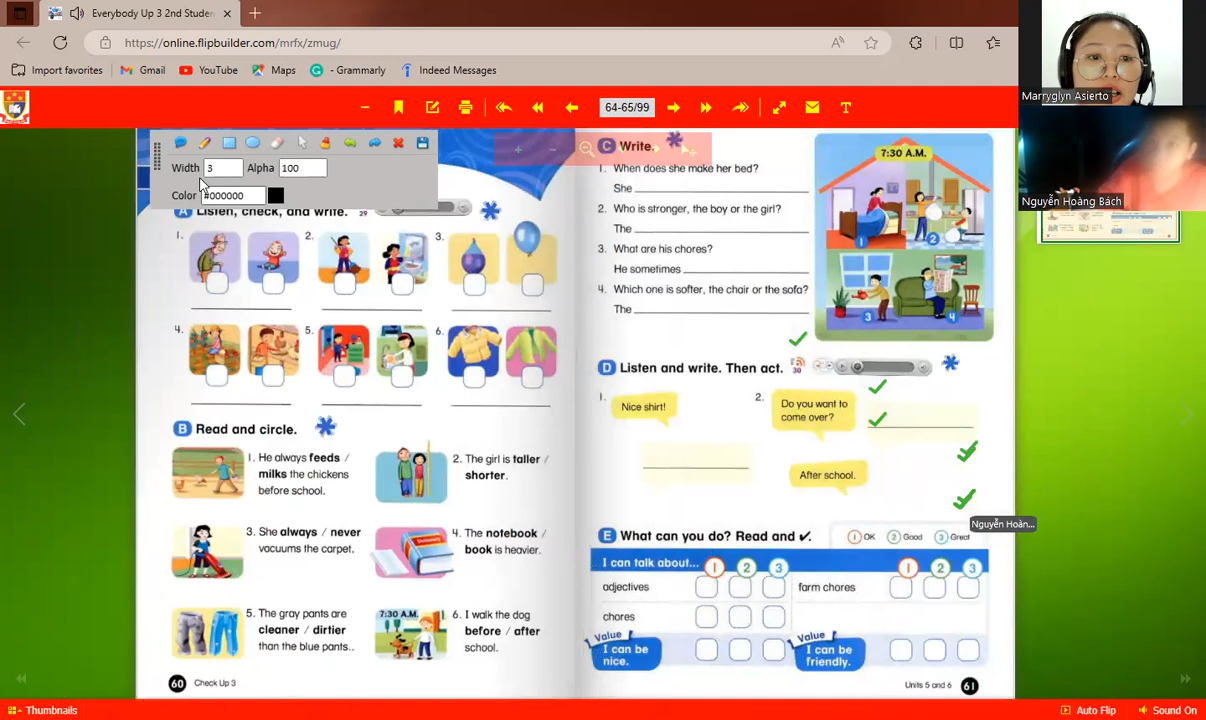 Everybody Up 3 2nd Studen
https://online.flipbuilder.com/mrfx/zmug/
Import favorites
Gmail
YouTube
Maps
- Grammarly
Indeed Messages
Marryglyn Asierto
Nguyễn Hoàng Bách
64-65/99
Width 3 Alpha 100
Color #000000
A Listen, check, and write. 29
1.
2.
3.
4.
5.
6.
B Read and circle.
1. He always feeds /
milks the chickens
before school.
2. The girl is taller /
shorter.
3. She always / never
vacuums the carpet.
Dictionary
4. The notebook /
book is heavier.
5. The gray pants are
cleaner / dirtier
than the blue pants..
7:30 A.M.
6. I walk the dog
before / after
school.
60 Check Up 3
C Write.
1. When does she make her bed?
She
2. Who is stronger, the boy or the girl?
The
3. What are his chores?
He sometimes
4. Which one is softer, the chair or the sofa?
The
7:30 A.M.
1
2
3
4
D Listen and write. Then act. 30
1.
Nice shirt!
2.
Do you want to
come over?
After school.
Nguyễn Hoàn...
E What can you do? Read and ✔.
1 OK 2 Good 3 Great
I can talk about... 1 2 3 1 2 3
adjectives
farm chores
chores
Value
I can be
nice.
Value
I can be
friendly.
Units 5 and 6 61
Thumbnails
Auto Flip
Sound On